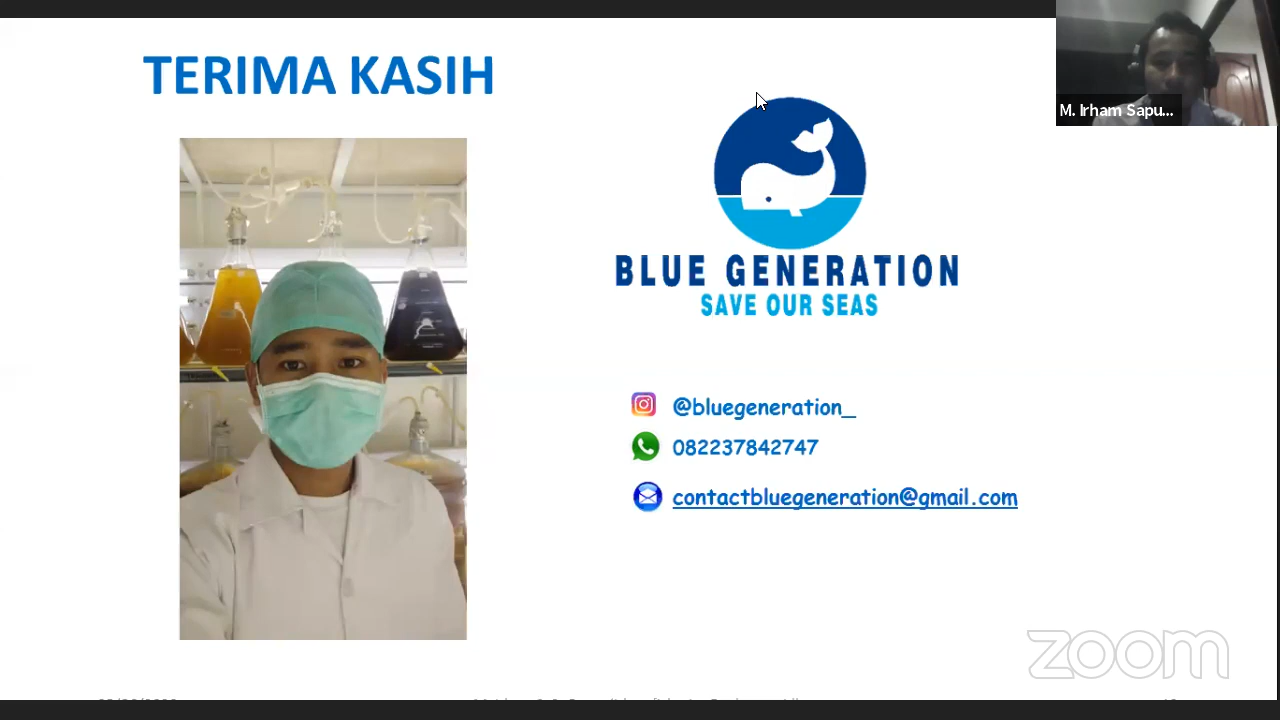 TERIMA KASIH
M. Irham Sapu...
BLUE GENERATION
SAVE OUR SEAS
@bluegeneration_
082237842747
contactbluegeneration@gmail.com
zoom